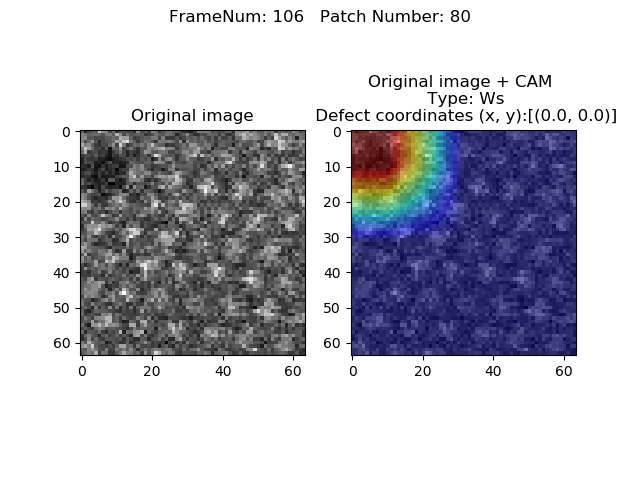 FrameNum: 106   Patch Number: 80
Original image
Original image + CAM
Type: Ws
Defect coordinates (x, y):[(0.0, 0.0)]
0
10
20
30
40
50
60
0 20 40 60
0
10
20
30
40
50
60
0 20 40 60